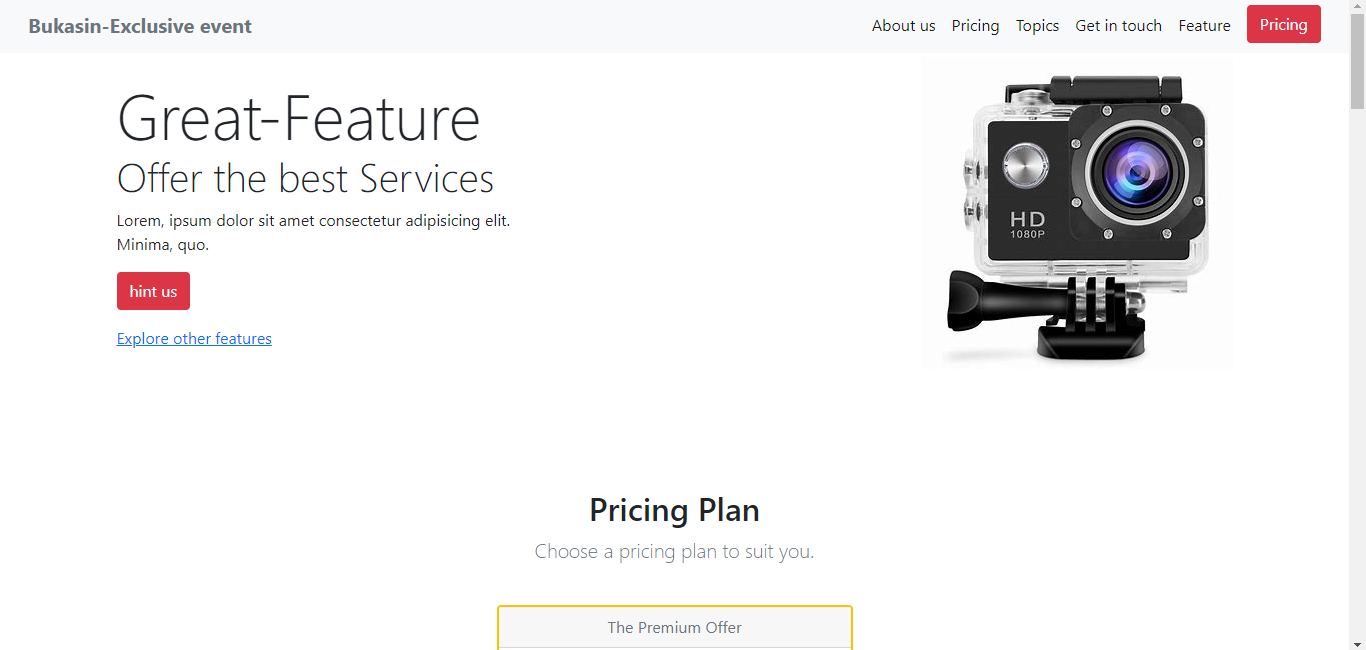 Bukasin-Exclusive event
About us Pricing Topics Get in touch Feature Pricing
Great-Feature
Offer the best Services
Lorem, ipsum dolor sit amet consectetur adipisicing elit.
Minima, quo.
hint us
Explore other features
HD
1080P
Pricing Plan
Choose a pricing plan to suit you.
The Premium Offer